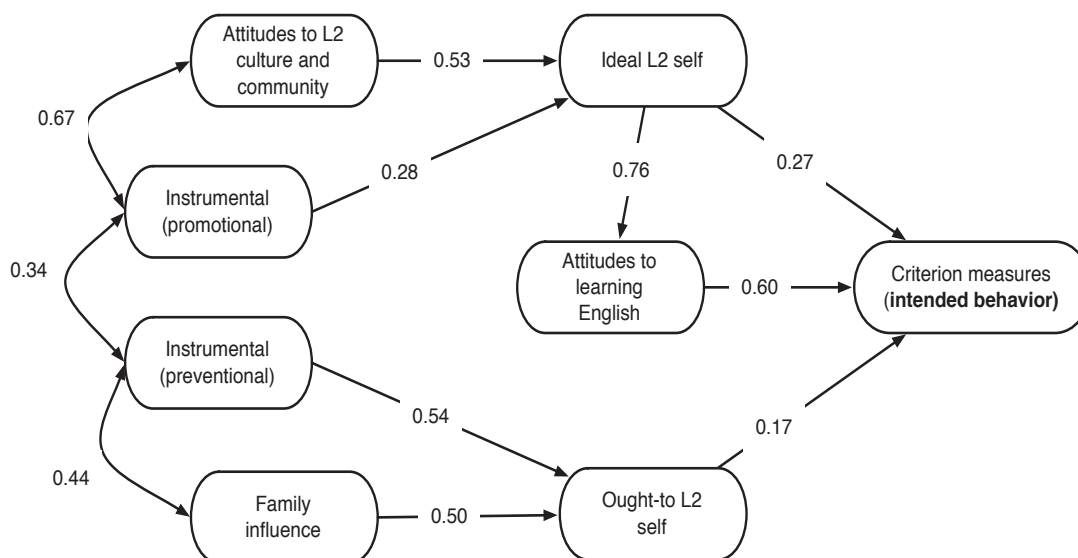 Attitudes to L2
culture and
community
0.53
Ideal L2 self
0.67
0.28
0.76
0.27
Instrumental
(promotional)
0.34
Attitudes to
learning
English
0.60
Criterion measures
(intended behavior)
Instrumental
(preventional)
0.54
0.17
0.44
Family
influence
0.50
Ought-to L2
self